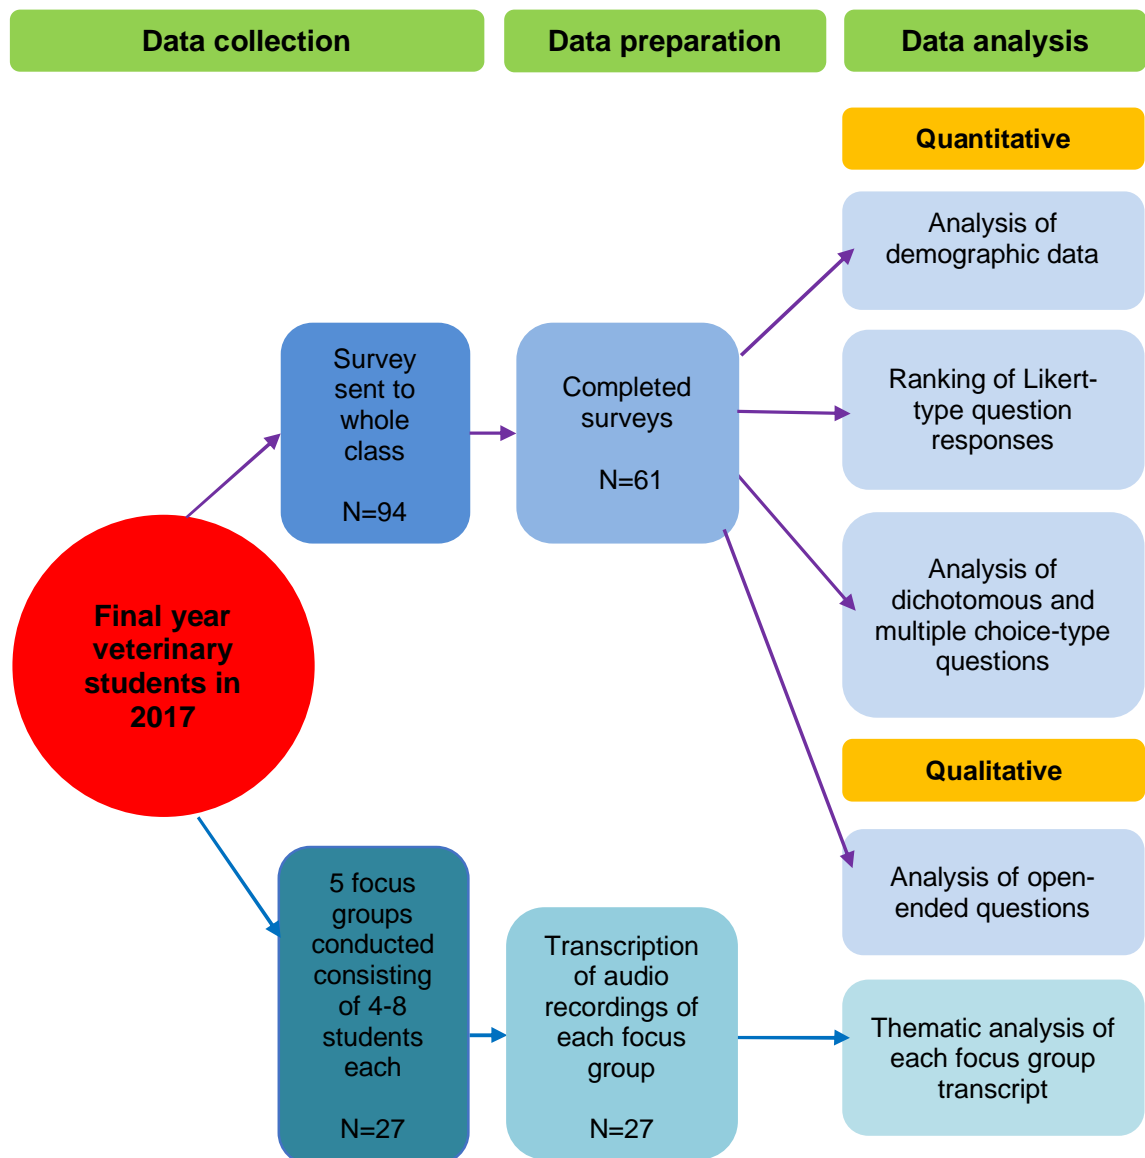 Data collection
Data preparation
Data analysis
Quantitative
Analysis of
demographic data
Survey
sent to
whole
class
N=94
Completed
surveys
N=61
Ranking of Likert-
type question
responses
Analysis of
dichotomous and
multiple choice-type
questions
Final year
veterinary
students in
2017
Qualitative
Analysis of open-
ended questions
5 focus
groups
conducted
consisting
of 4-8
students
each
N=27
Transcription
of audio
recordings of
each focus
group
N=27
Thematic analysis of
each focus group
transcript